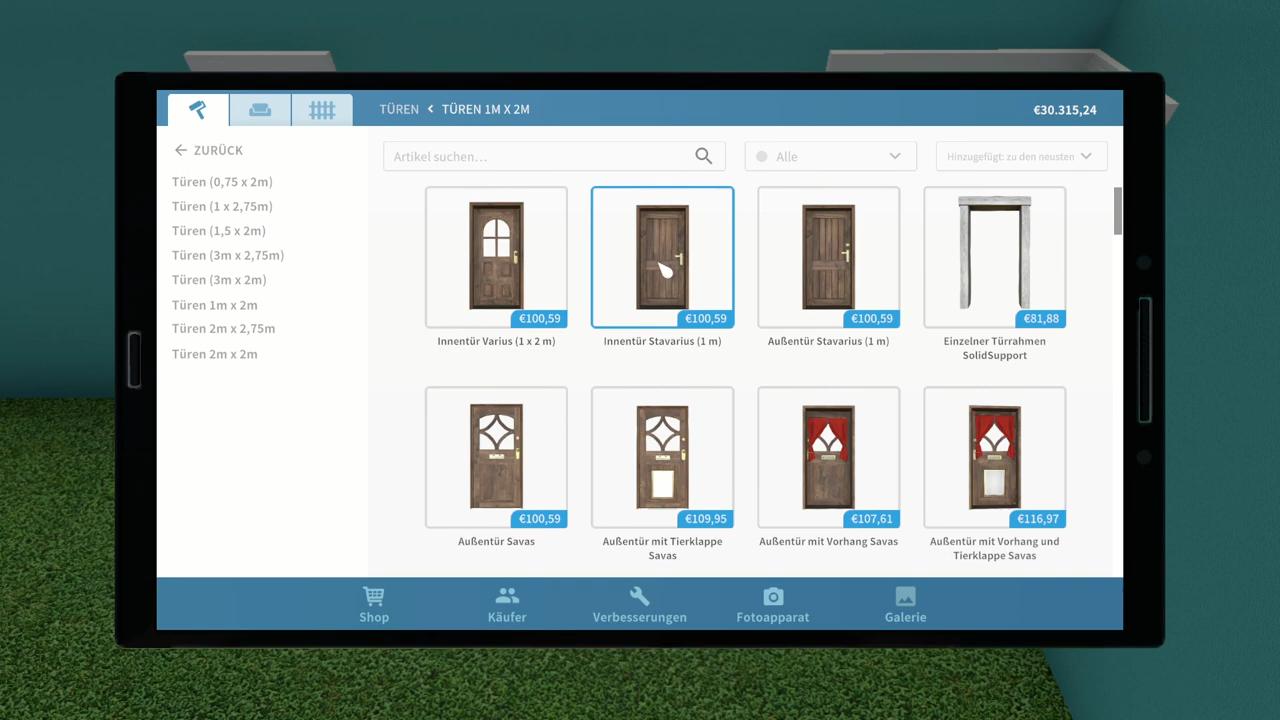 TÜREN < TÜREN 1M X 2M
€30.315,24
ZURÜCK
Artikel suchen...
Alle
Hinzugefügt: zu den neusten
Türen (0,75 x 2m)
Türen (1 x 2,75m)
Türen (1,5 x 2m)
Türen (3m x 2,75m)
Türen (3m x 2m)
Türen 1m x 2m
Türen 2m x 2,75m
Türen 2m x 2m
€100,59
€100,59
€100,59
€81,88
Innentür Varius (1 x 2 m)
Innentür Stavarius (1 m)
Außentür Stavarius (1 m)
Einzelner Türrahmen
SolidSupport
€100,59
€109,95
€107,61
€116,97
Außentür Savas
Außentür mit Tierklappe
Savas
Außentür mit Vorhang Savas
Außentür mit Vorhang und
Tierklappe Savas
Shop
Käufer
Verbesserungen
Fotoapparat
Galerie